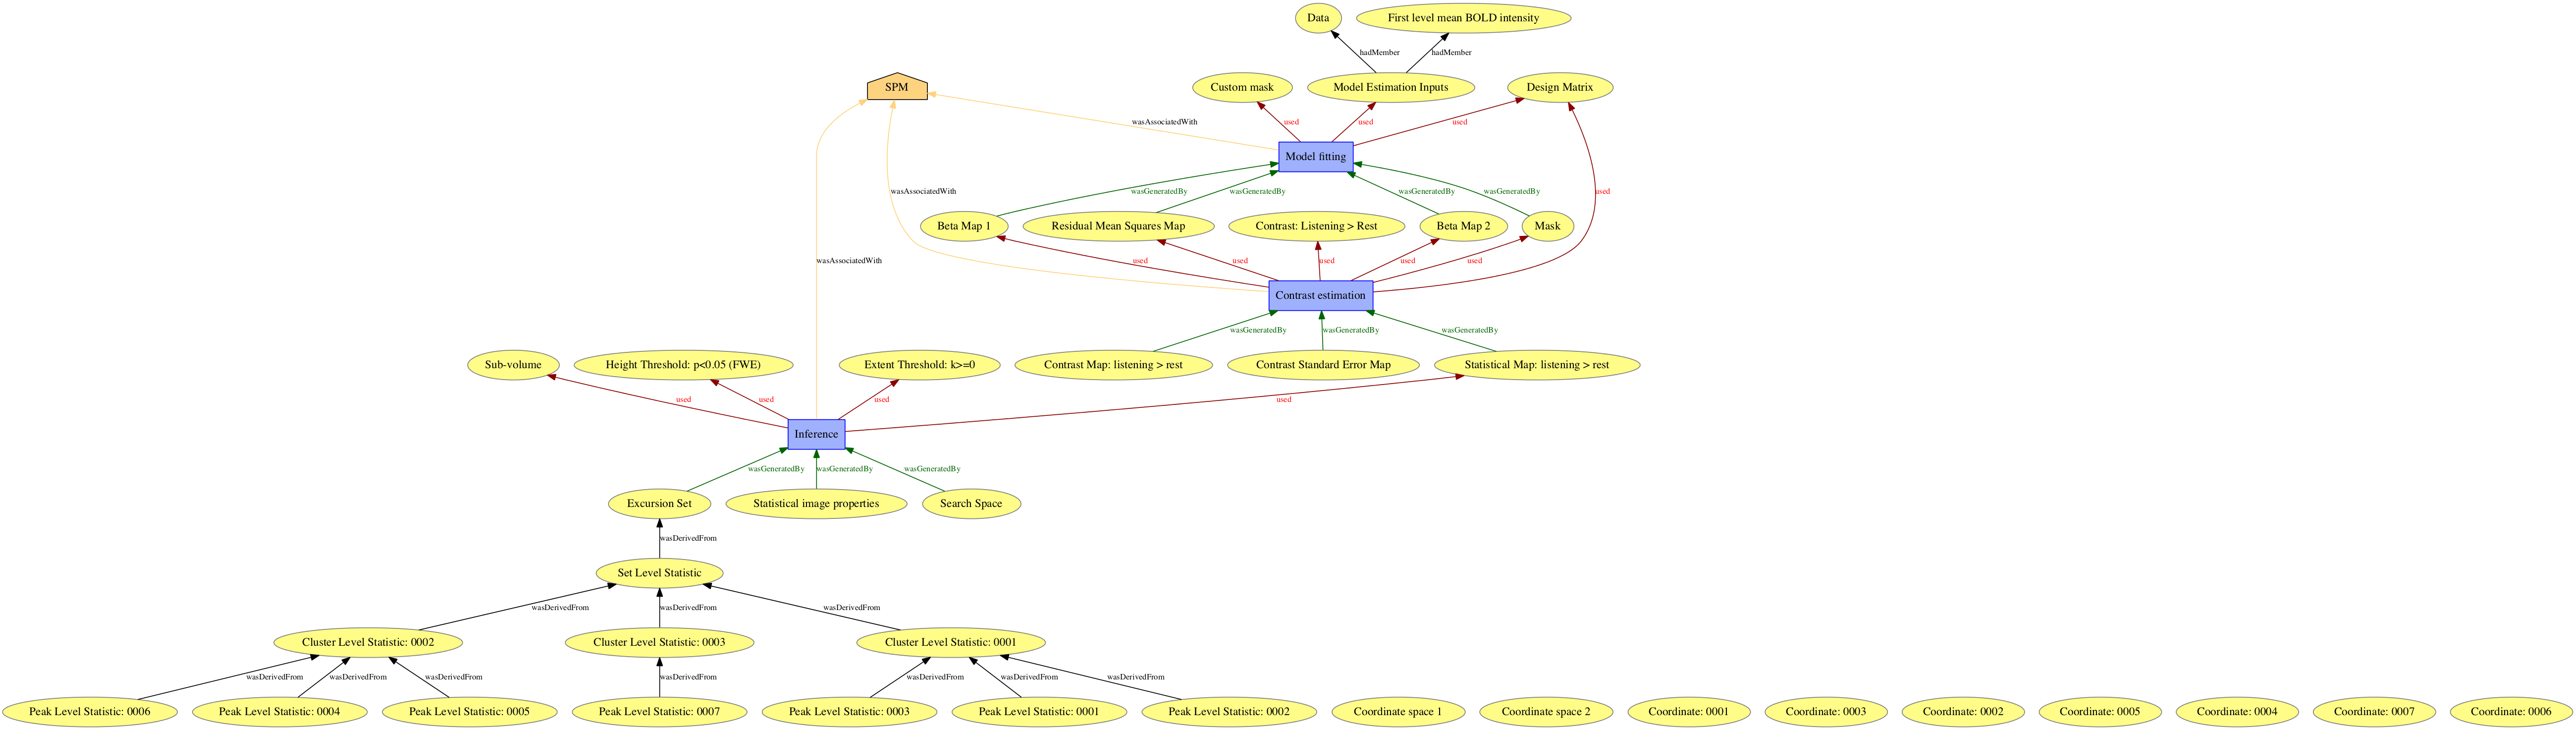 Data
First level mean BOLD intensity
hadMember
hadMember
SPM
Custom mask
Model Estimation Inputs
Design Matrix
wasAssociatedWith
used
used
used
Model fitting
wasAssociatedWith
wasGeneratedBy
wasGeneratedBy
wasGeneratedBy
wasGeneratedBy
used
Beta Map 1
Residual Mean Squares Map
Contrast: Listening > Rest
Beta Map 2
Mask
wasAssociatedWith
used
used
used
used
used
Contrast estimation
wasGeneratedBy
wasGeneratedBy
wasGeneratedBy
Sub-volume
Height Threshold: p<0.05 (FWE)
Extent Threshold: k>=0
Contrast Map: listening > rest
Contrast Standard Error Map
Statistical Map: listening > rest
used
used
used
used
Inference
wasGeneratedBy
wasGeneratedBy
wasGeneratedBy
Excursion Set
Statistical image properties
Search Space
wasDerivedFrom
Set Level Statistic
wasDerivedFrom
wasDerivedFrom
wasDerivedFrom
Cluster Level Statistic: 0002
Cluster Level Statistic: 0003
Cluster Level Statistic: 0001
wasDerivedFrom
wasDerivedFrom
wasDerivedFrom
wasDerivedFrom
wasDerivedFrom
wasDerivedFrom
wasDerivedFrom
Peak Level Statistic: 0006
Peak Level Statistic: 0004
Peak Level Statistic: 0005
Peak Level Statistic: 0007
Peak Level Statistic: 0003
Peak Level Statistic: 0001
Peak Level Statistic: 0002
Coordinate space 1
Coordinate space 2
Coordinate: 0001
Coordinate: 0003
Coordinate: 0002
Coordinate: 0005
Coordinate: 0004
Coordinate: 0007
Coordinate: 0006